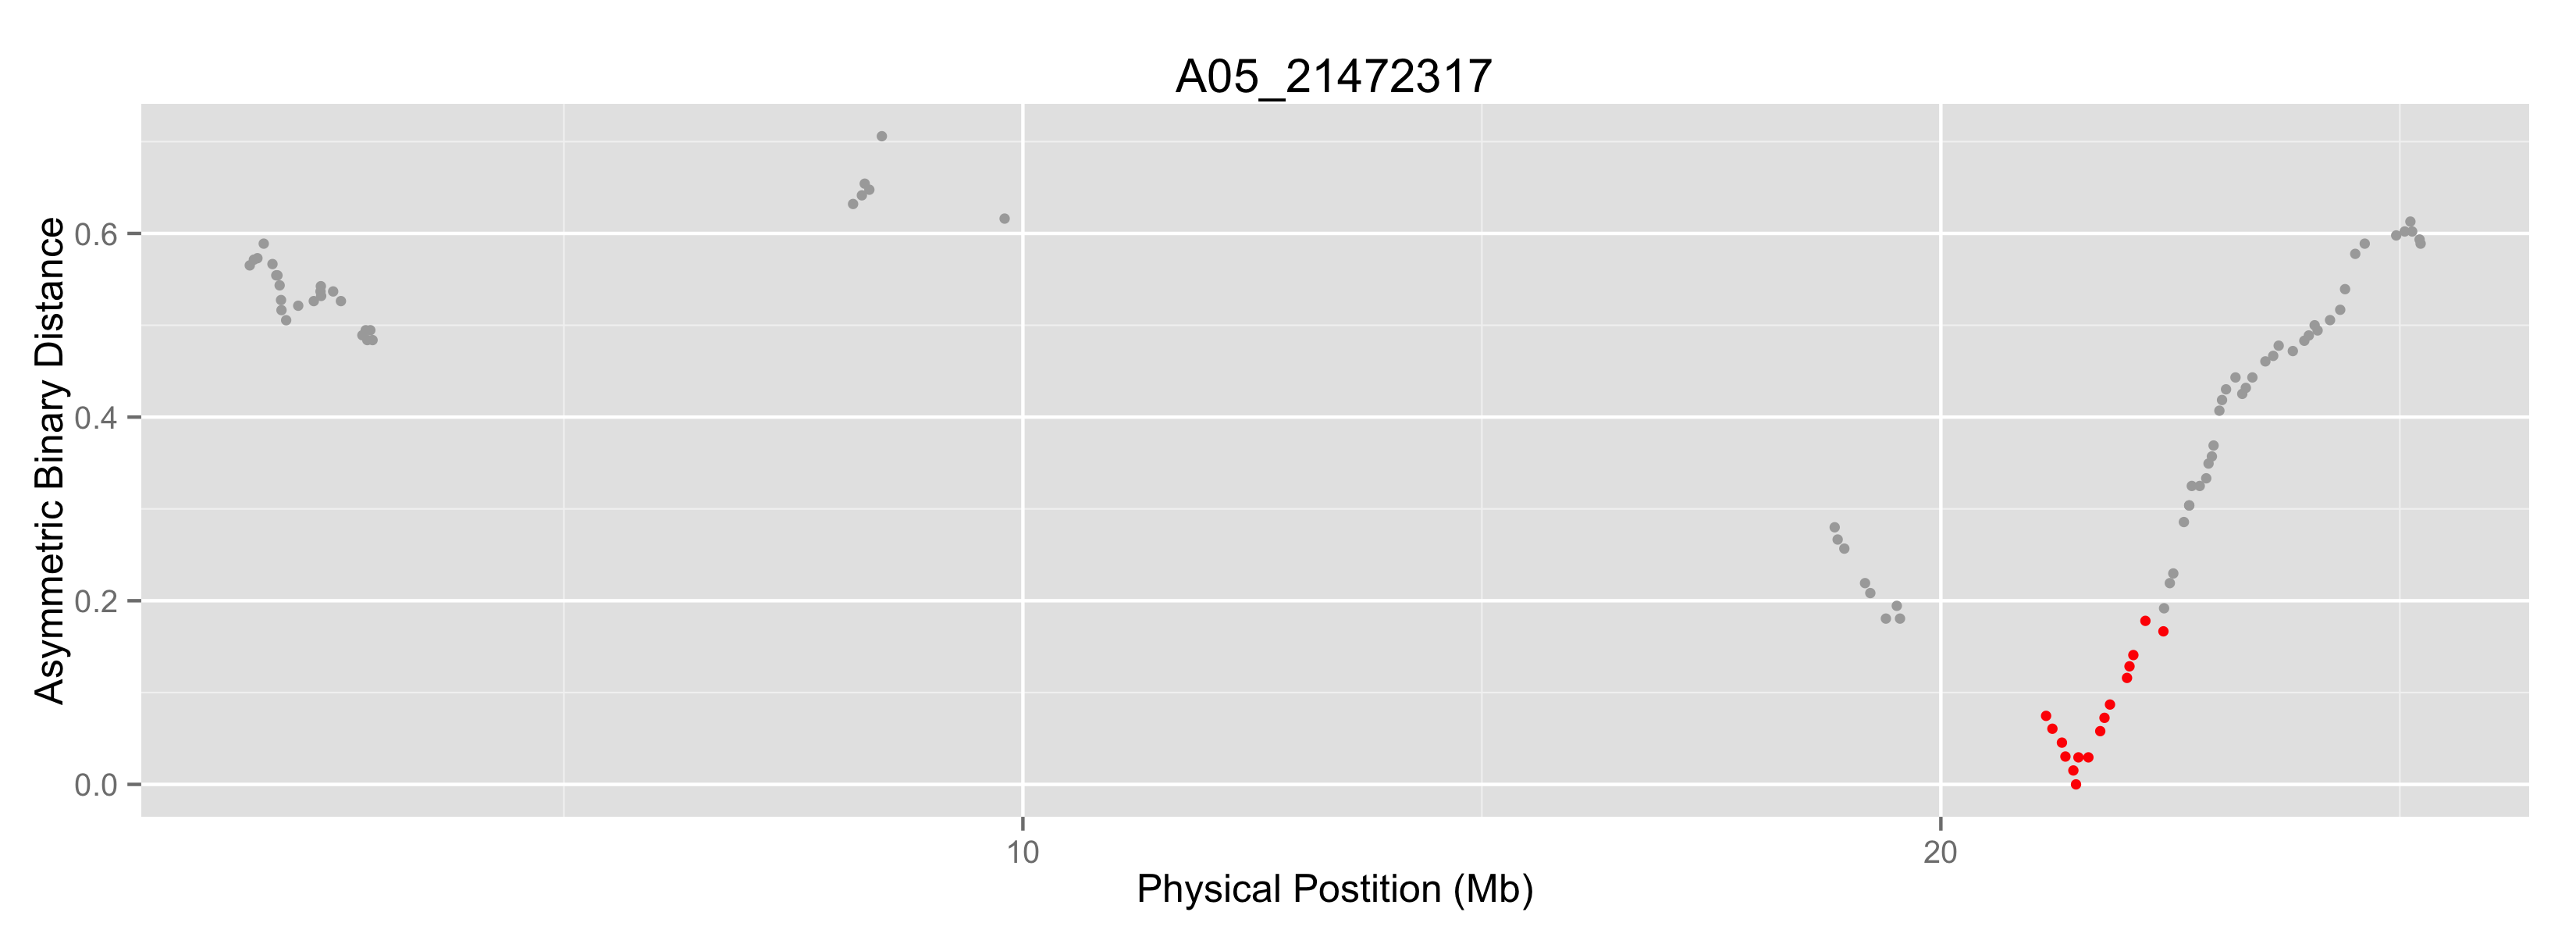 A05_21472317
Asymmetric Binary Distance
0.6
0.4
0.2
0.0
10
20
Physical Postition (Mb)